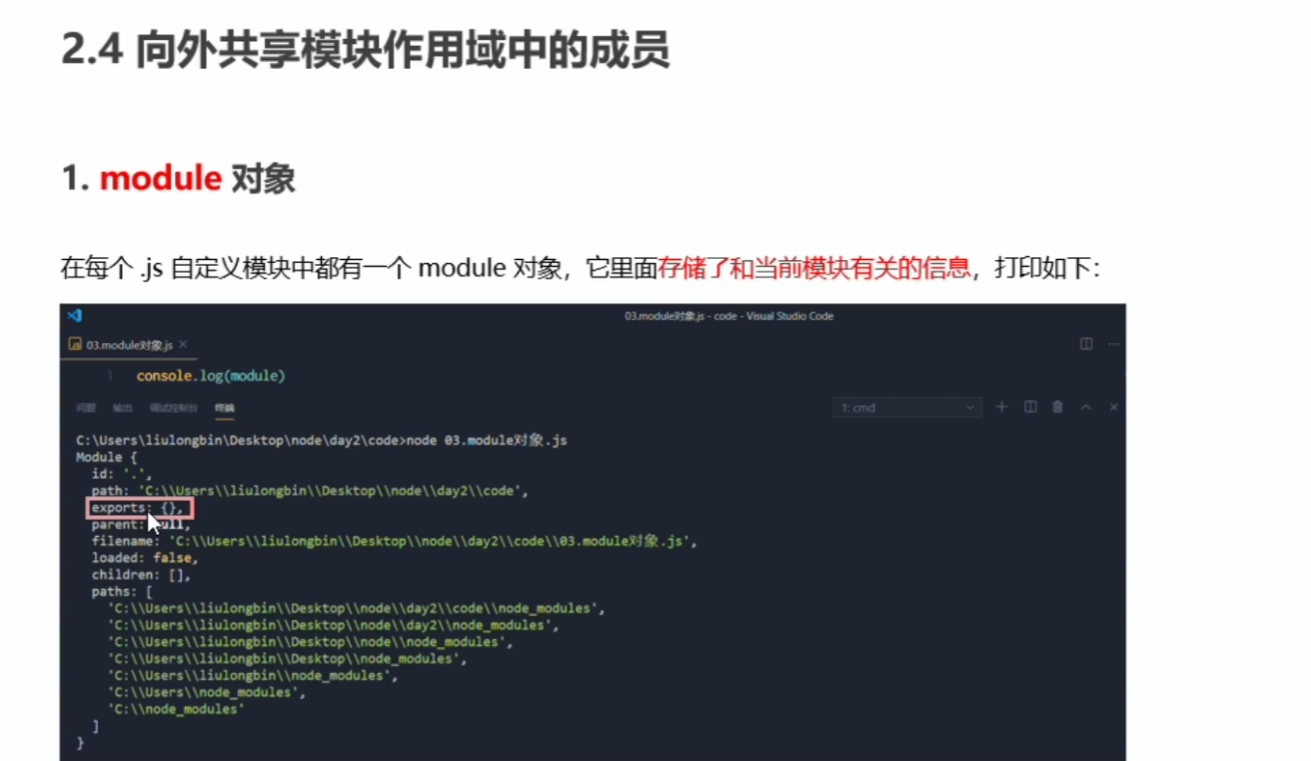 2.4 向外共享模块作用域中的成员
1. module 对象
在每个 .js 自定义模块中都有一个 module 对象，它里面存储了和当前模块有关的信息，打印如下：
03.module对象.js - code - Visual Studio Code
03.module对象.js
1 console.log(module)
问题 输出 调试控制台 终端 1: cmd
C:\Users\liulongbin\Desktop\node\day2\code>node 03.module对象.js
Module {
id: '.',
path: 'C:\\Users\\liulongbin\\Desktop\\node\\day2\\code',
exports: {},
parent: null,
filename: 'C:\\Users\\liulongbin\\Desktop\\node\\day2\\code\\03.module对象.js',
loaded: false,
children: [],
paths: [
'C:\\Users\\liulongbin\\Desktop\\node\\day2\\code\\node_modules',
'C:\\Users\\liulongbin\\Desktop\\node\\day2\\node_modules',
'C:\\Users\\liulongbin\\Desktop\\node\\node_modules',
'C:\\Users\\liulongbin\\Desktop\\node_modules',
'C:\\Users\\liulongbin\\node_modules',
'C:\\Users\\node_modules',
'C:\\node_modules'
]
}